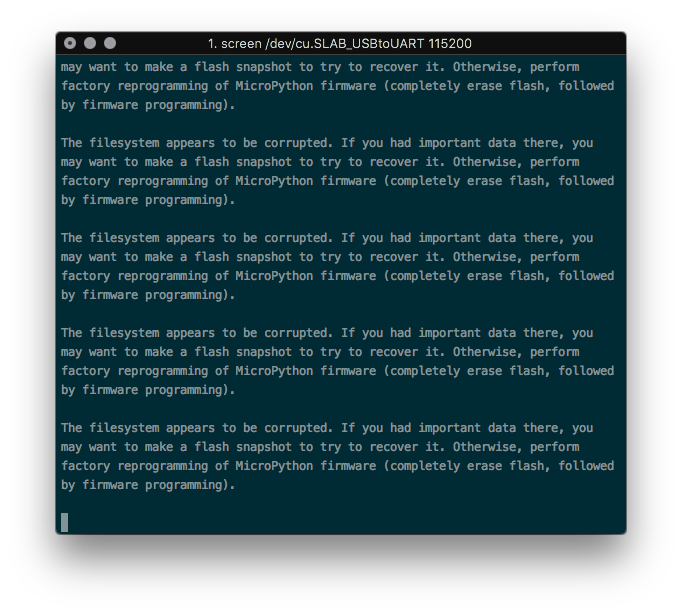 1. screen /dev/cu.SLAB_USBtoUART 115200
may want to make a flash snapshot to try to recover it. Otherwise, perform
factory reprogramming of MicroPython firmware (completely erase flash, followed
by firmware programming).
The filesystem appears to be corrupted. If you had important data there, you
may want to make a flash snapshot to try to recover it. Otherwise, perform
factory reprogramming of MicroPython firmware (completely erase flash, followed
by firmware programming).
The filesystem appears to be corrupted. If you had important data there, you
may want to make a flash snapshot to try to recover it. Otherwise, perform
factory reprogramming of MicroPython firmware (completely erase flash, followed
by firmware programming).
The filesystem appears to be corrupted. If you had important data there, you
may want to make a flash snapshot to try to recover it. Otherwise, perform
factory reprogramming of MicroPython firmware (completely erase flash, followed
by firmware programming).
The filesystem appears to be corrupted. If you had important data there, you
may want to make a flash snapshot to try to recover it. Otherwise, perform
factory reprogramming of MicroPython firmware (completely erase flash, followed
by firmware programming).